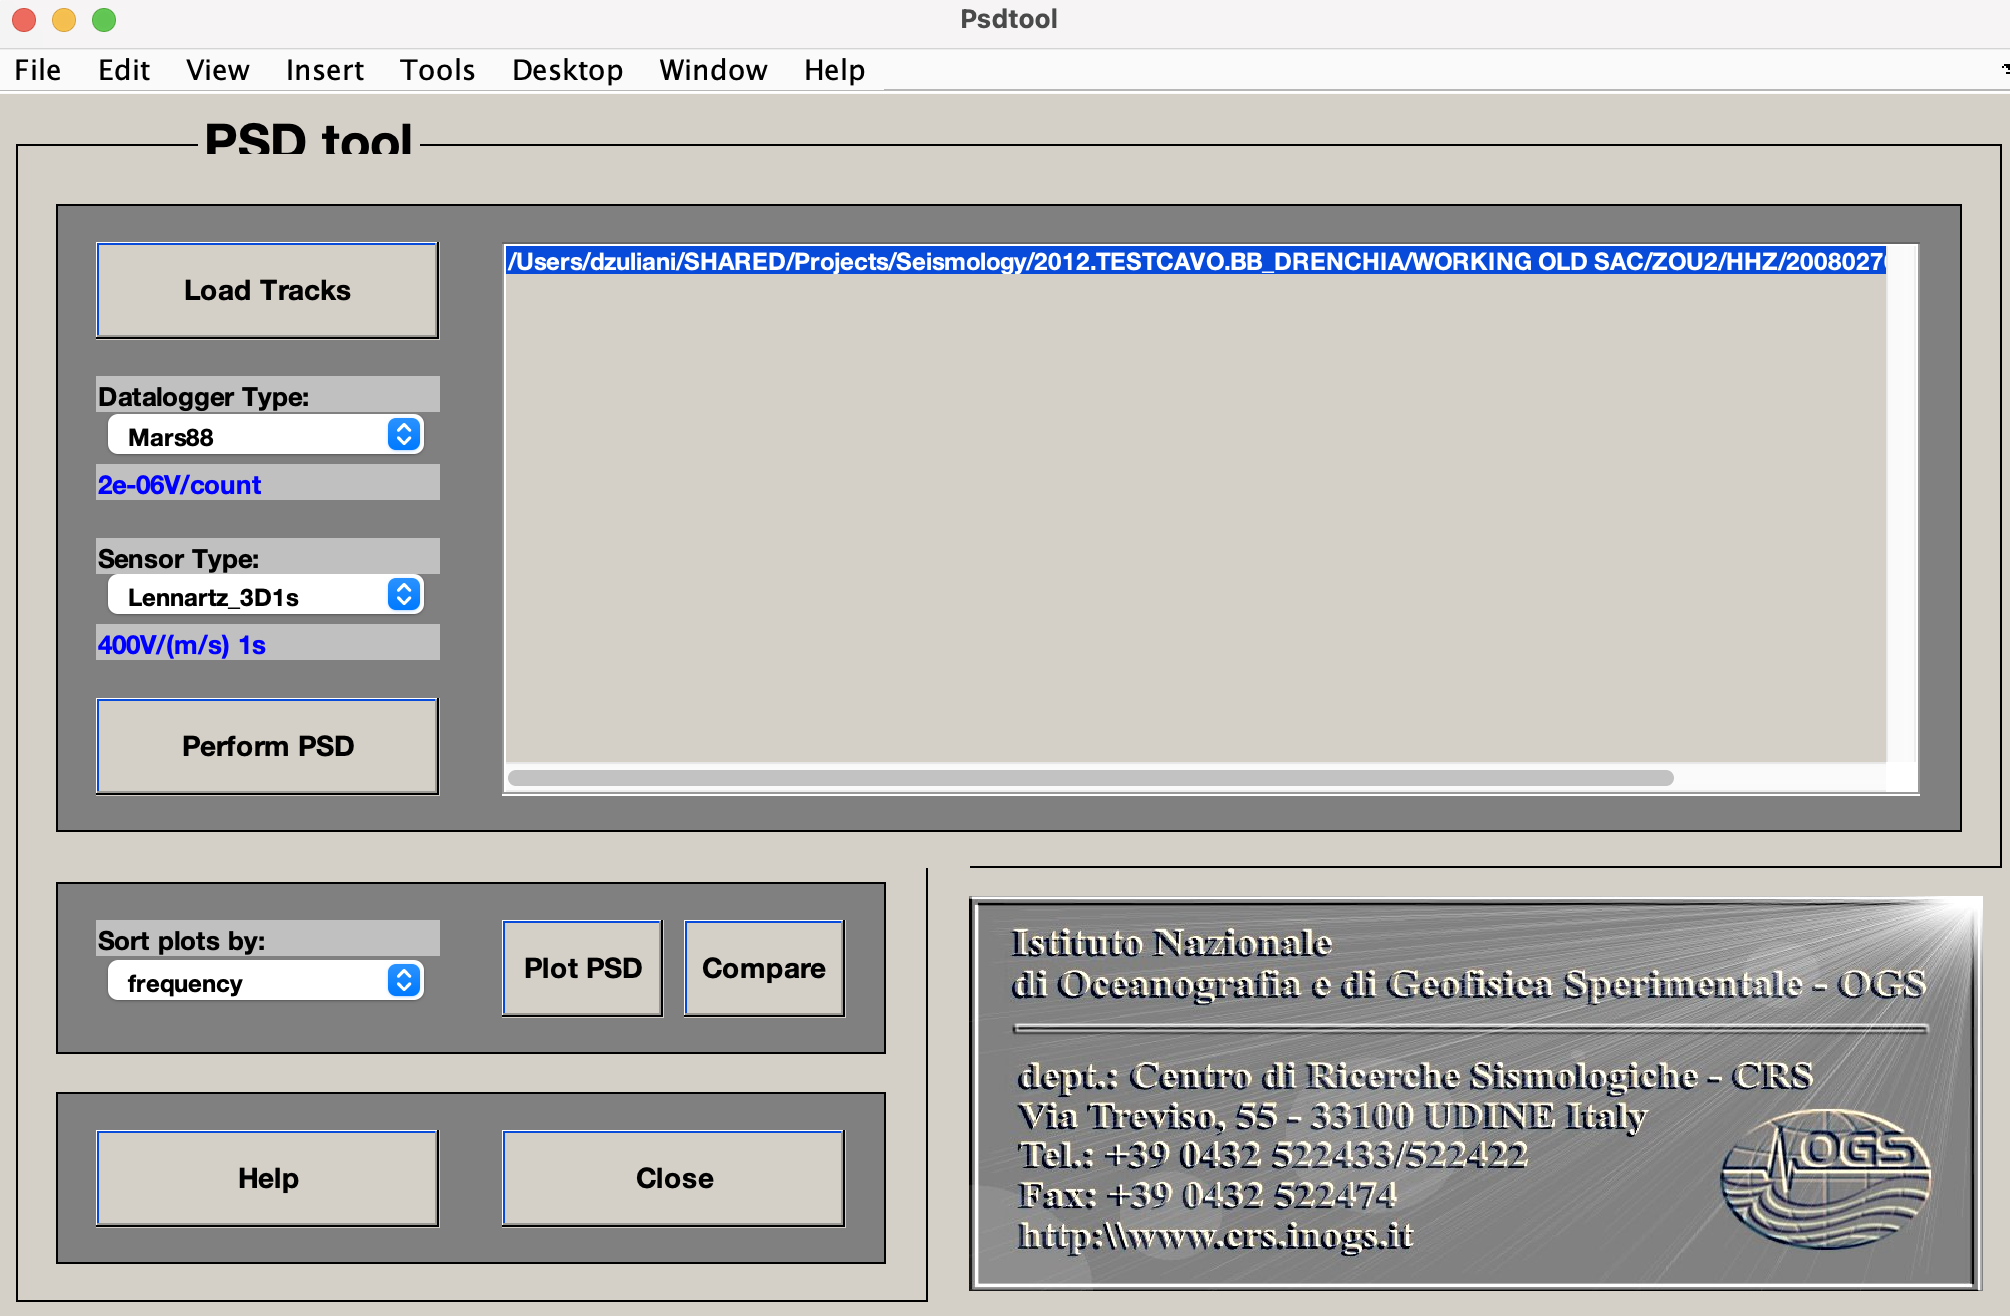 Psdtool
File Edit View Insert Tools Desktop Window Help
PSD tool
Load Tracks
/Users/dzuliani/SHARED/Projects/Seismology/2012.TESTCAVO.BB_DRENCHIA/WORKING OLD SAC/ZOU2/HHZ/2008027
Datalogger Type:
Mars88
2e-06V/count
Sensor Type:
Lennartz_3D1s
400V/(m/s) 1s
Perform PSD
Sort plots by:
frequency
Plot PSD
Compare
Help
Close
Istituto Nazionale
di Oceanografia e di Geofisica Sperimentale - OGS
dept.: Centro di Ricerche Sismologiche - CRS
Via Treviso, 55 - 33100 UDINE Italy
Tel.: +39 0432 522433/522422
Fax: +39 0432 522474
http:\\www.crs.inogs.it
OGS